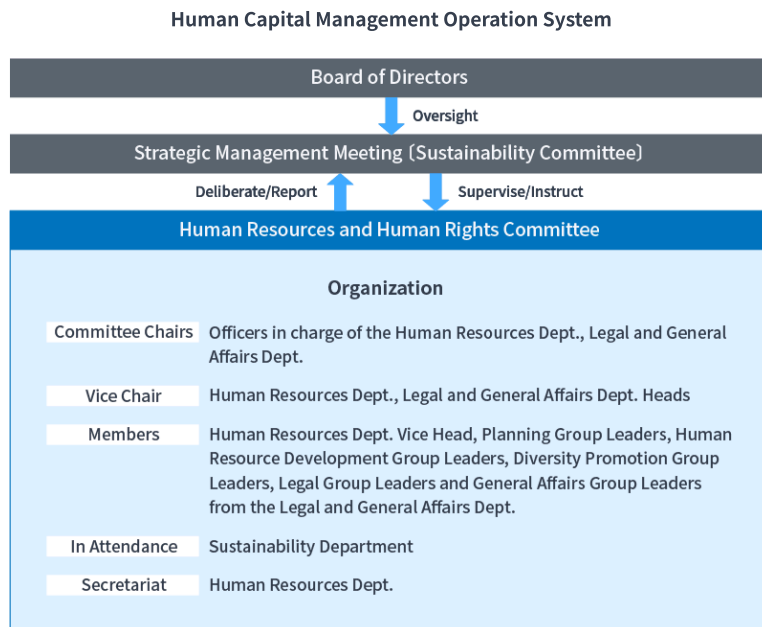 Human Capital Management Operation System
Board of Directors
Oversight
Strategic Management Meeting〔Sustainability Committee〕
Deliberate/Report
Supervise/Instruct
Human Resources and Human Rights Committee
Organization
Committee Chairs
Officers in charge of the Human Resources Dept., Legal and General
Affairs Dept.
Vice Chair
Human Resources Dept., Legal and General Affairs Dept. Heads
Members
Human Resources Dept. Vice Head, Planning Group Leaders, Human
Resource Development Group Leaders, Diversity Promotion Group
Leaders, Legal Group Leaders and General Affairs Group Leaders
from the Legal and General Affairs Dept.
In Attendance
Sustainability Department
Secretariat
Human Resources Dept.